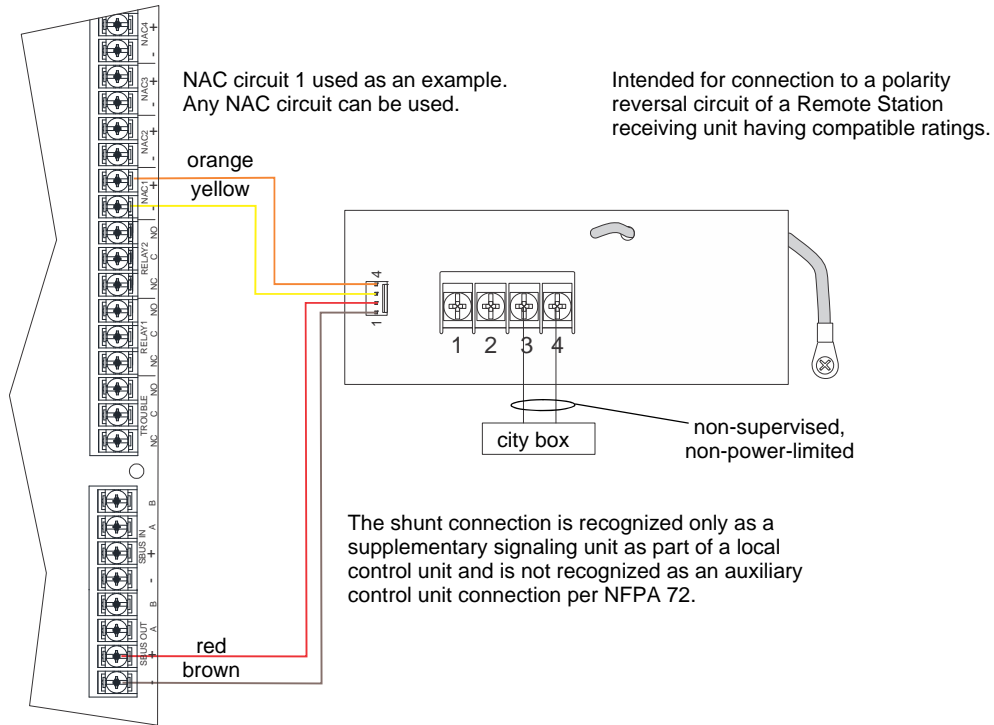 NAC4
+
-
NAC3
+
-
NAC2
+
-
NAC1
+
-
RELAY2
NO
C
NC
RELAY1
NO
C
NC
TROUBLE
NO
C
NC
SBUS IN
B
A
+
-
SBUS OUT
B
A
+
-
NAC circuit 1 used as an example.
Any NAC circuit can be used.
Intended for connection to a polarity
reversal circuit of a Remote Station
receiving unit having compatible ratings.
orange
yellow
4
1
1 2 3 4
city box
non-supervised,
non-power-limited
The shunt connection is recognized only as a
supplementary signaling unit as part of a local
control unit and is not recognized as an auxiliary
control unit connection per NFPA 72.
red
brown